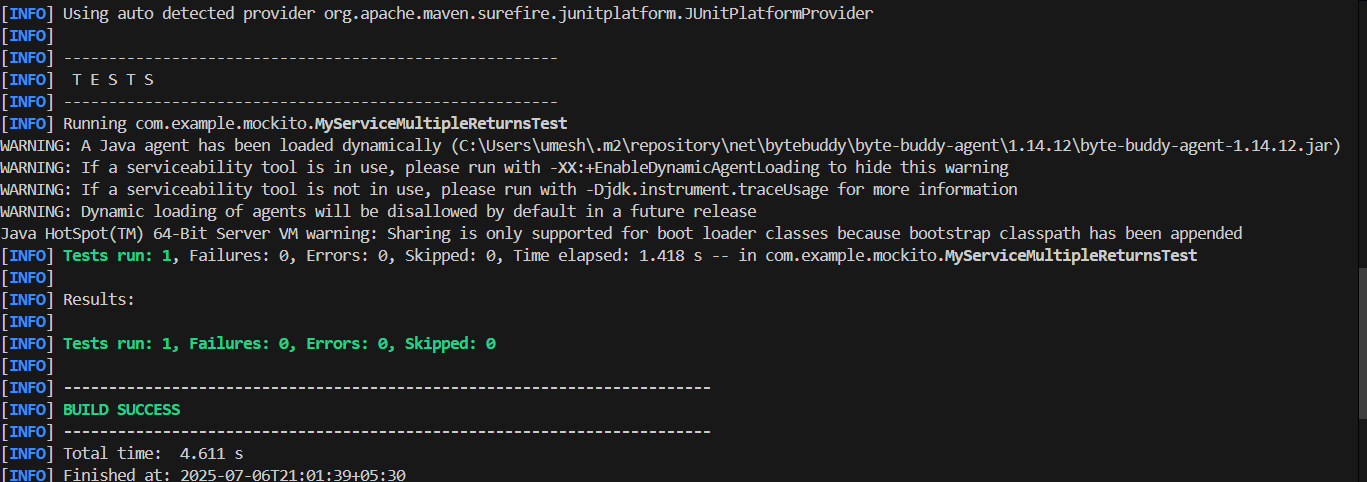 [INFO] Using auto detected provider org.apache.maven.surefire.junitplatform.JUnitPlatformProvider
[INFO]
[INFO] -------------------------------------------------------
[INFO]  T E S T S
[INFO] -------------------------------------------------------
[INFO] Running com.example.mockito.MyServiceMultipleReturnsTest
WARNING: A Java agent has been loaded dynamically (C:\Users\umesh\.m2\repository\net\bytebuddy\byte-buddy-agent\1.14.12\byte-buddy-agent-1.14.12.jar)
WARNING: If a serviceability tool is in use, please run with -XX:+EnableDynamicAgentLoading to hide this warning
WARNING: If a serviceability tool is not in use, please run with -Djdk.instrument.traceUsage for more information
WARNING: Dynamic loading of agents will be disallowed by default in a future release
Java HotSpot(TM) 64-Bit Server VM warning: Sharing is only supported for boot loader classes because bootstrap classpath has been appended
[INFO] Tests run: 1, Failures: 0, Errors: 0, Skipped: 0, Time elapsed: 1.418 s -- in com.example.mockito.MyServiceMultipleReturnsTest
[INFO]
[INFO] Results:
[INFO]
[INFO] Tests run: 1, Failures: 0, Errors: 0, Skipped: 0
[INFO]
[INFO] ------------------------------------------------------------------------
[INFO] BUILD SUCCESS
[INFO] ------------------------------------------------------------------------
[INFO] Total time:  4.611 s
[INFO] Finished at: 2025-07-06T21:01:39+05:30